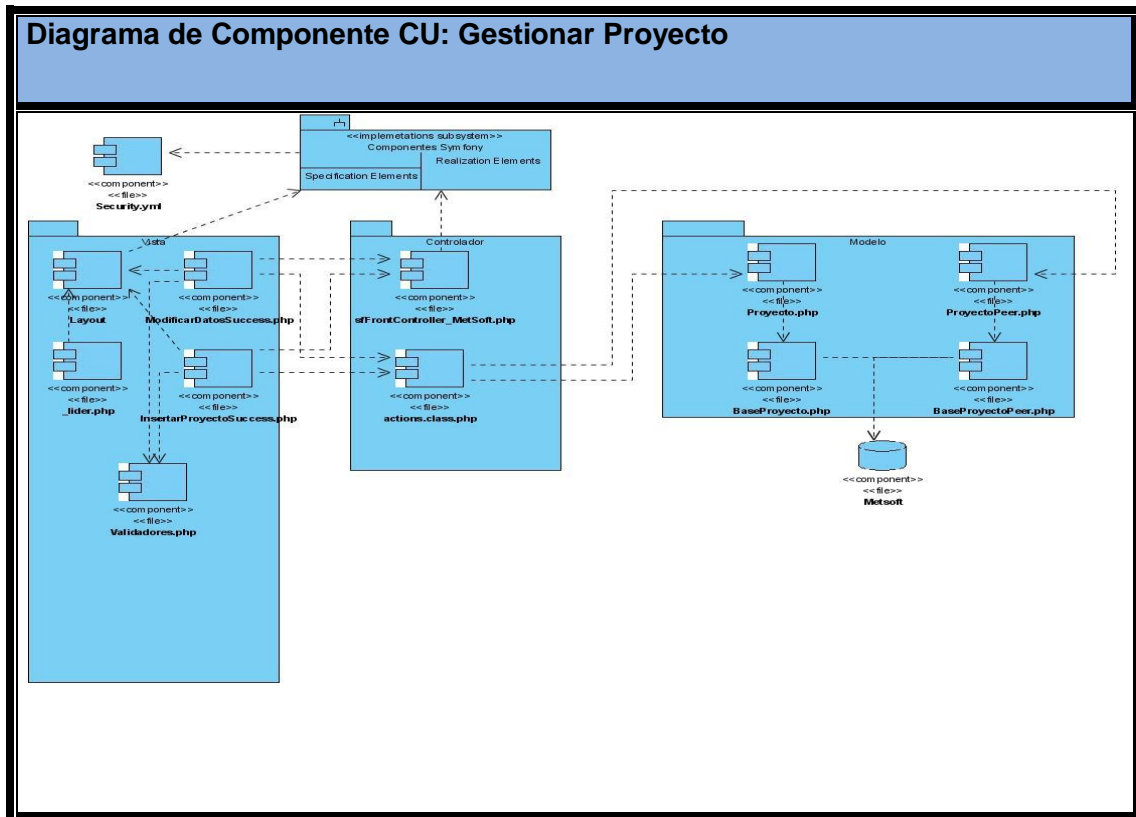 Diagrama de Componente CU: Gestionar Proyecto
<<implemetations subsystem>>
Componentes Symfony
Realization Elements
Specification Elements
<<component>>
<<file>>
Security.yml
Vista
<<component>>
<<file>>
Layout
<<component>>
<<file>>
ModificarDatosSuccess.php
<<component>>
<<file>>
_lider.php
<<component>>
<<file>>
InsertarProyectoSuccess.php
<<component>>
<<file>>
Validadores.php
Controlador
<<component>>
<<file>>
sfFrontController_MetSoft.php
<<component>>
<<file>>
actions.class.php
Modelo
<<component>>
<<file>>
Proyecto.php
<<component>>
<<file>>
ProyectoPeer.php
<<component>>
<<file>>
BaseProyecto.php
<<component>>
<<file>>
BaseProyectoPeer.php
<<component>>
<<file>>
Metsoft